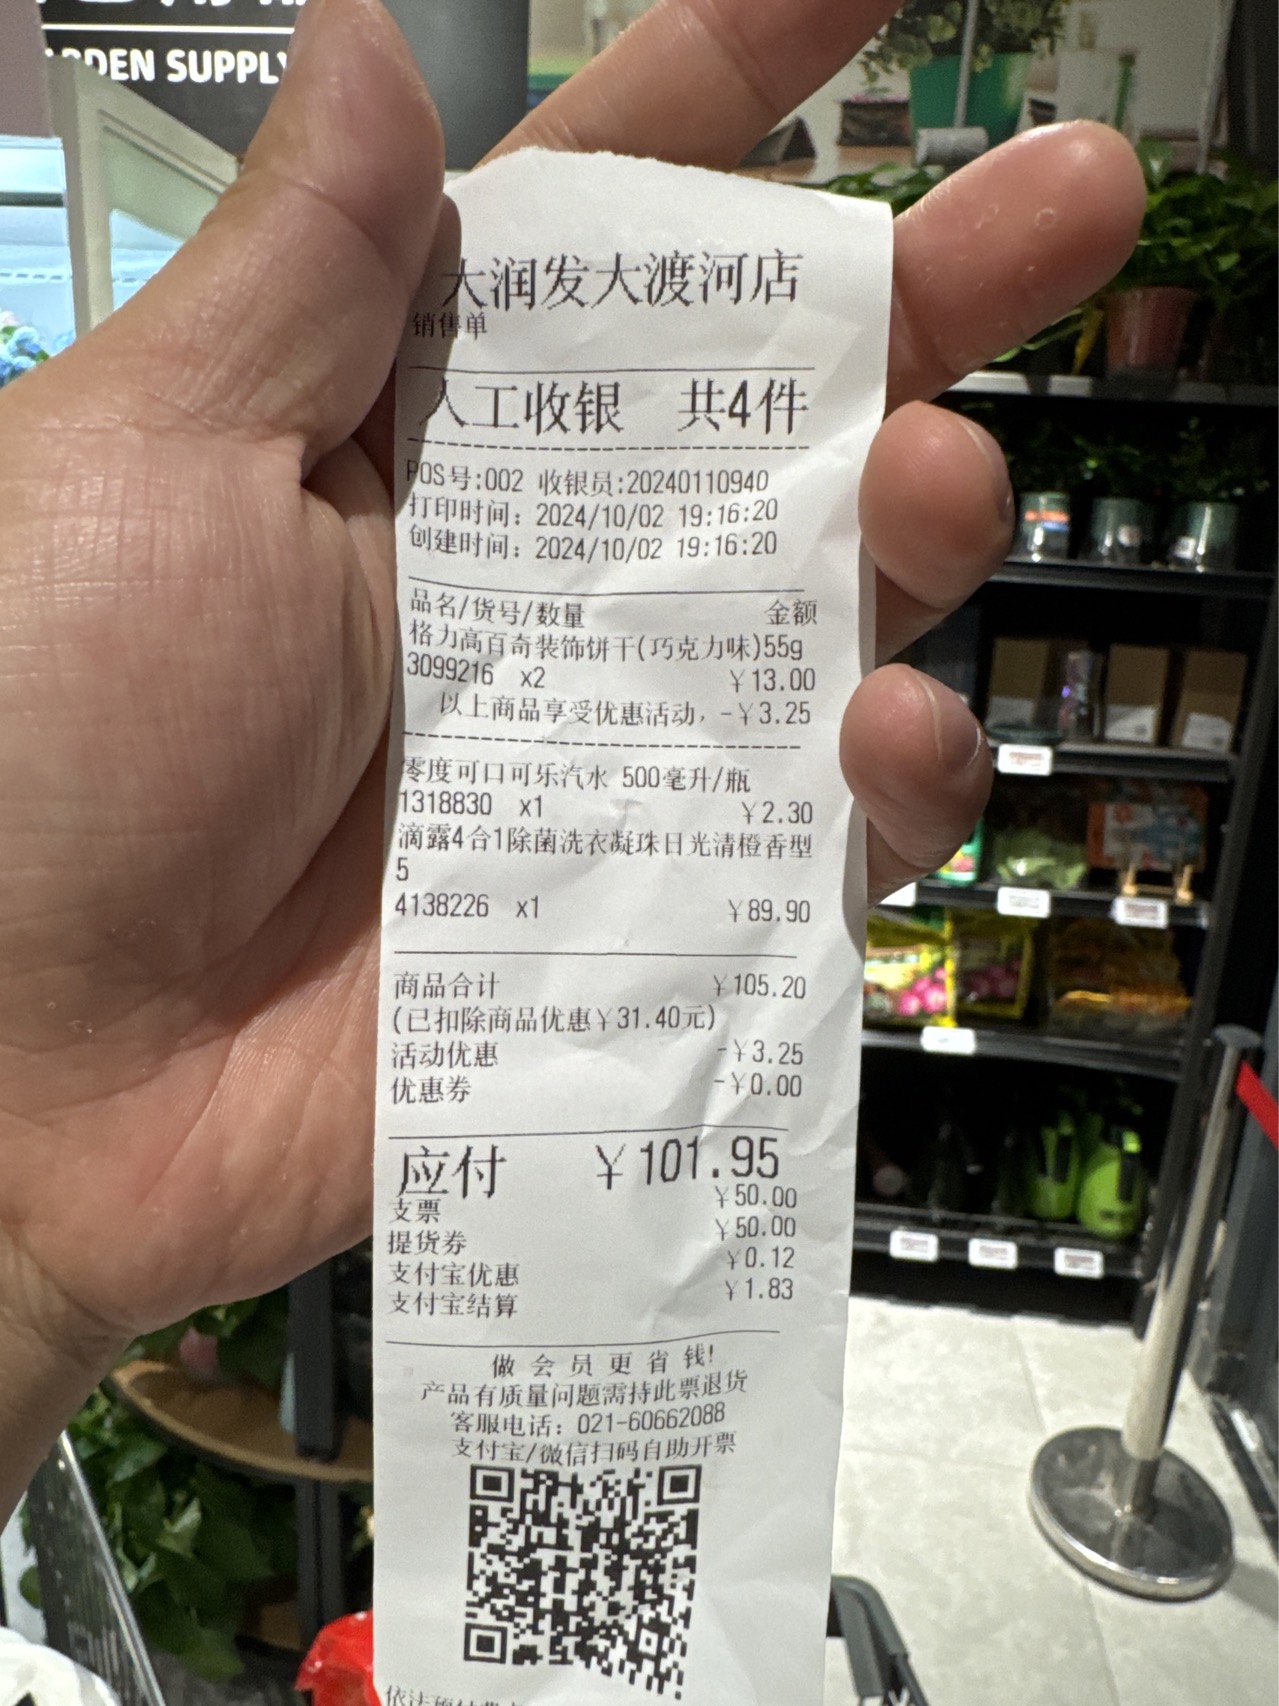 GARDEN SUPPLY
大润发大渡河店
销售单
人工收银 共4件
POS号:002 收银员:20240110940
打印时间: 2024/10/02 19:16:20
创建时间: 2024/10/02 19:16:20
品名/货号/数量 金额
格力高百奇装饰饼干(巧克力味)55g
3099216 x2 ¥13.00
以上商品享受优惠活动, -¥3.25
零度可口可乐汽水 500毫升/瓶
1318830 x1 ¥2.30
滴露4合1除菌洗衣凝珠日光清橙香型
5
4138226 x1 ¥89.90
商品合计 ¥105.20
(已扣除商品优惠¥31.40元)
活动优惠 -¥3.25
优惠券 -¥0.00
应付 ¥101.95
支票 ¥50.00
提货券 ¥50.00
支付宝优惠 ¥0.12
支付宝结算 ¥1.83
做会员更省钱!
产品有质量问题需持此票退货
客服电话: 021-60662088
支付宝/微信扫码自助开票